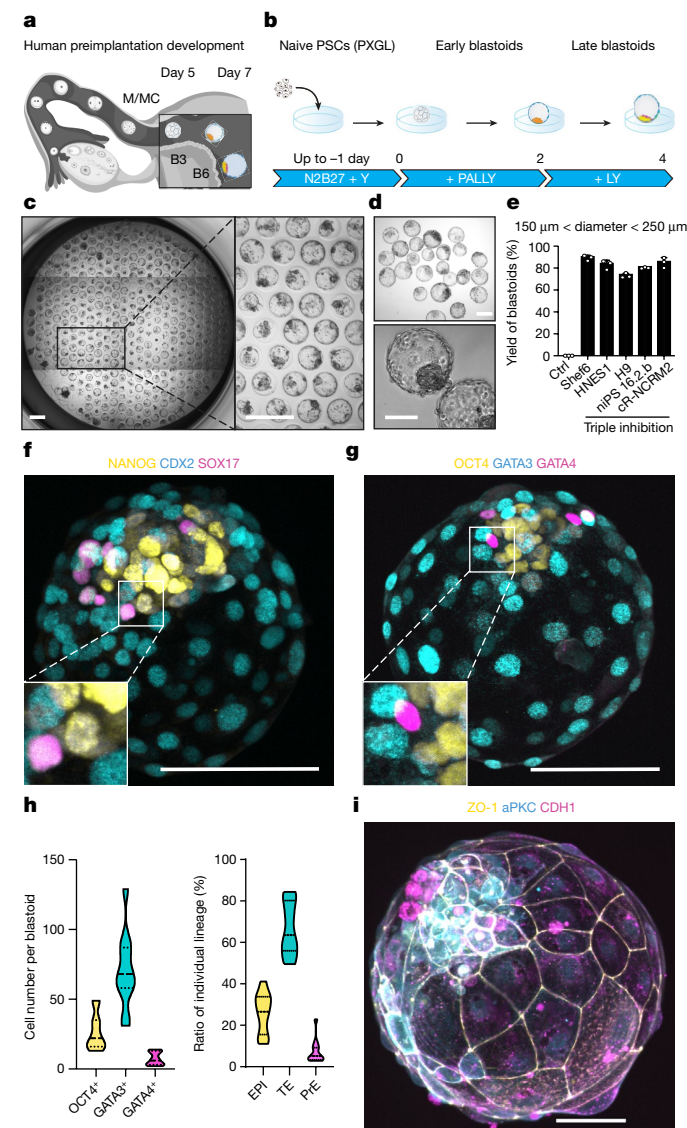 a
Human preimplantation development
Day 5 Day 7
M/MC
B3
B6
b
Naive PSCs (PXGL) Early blastoids Late blastoids
Up to –1 day 0 2 4
N2B27 + Y + PALLY + LY
c
d
e
150 μm < diameter < 250 μm
Yield of blastoids (%)
100
80
60
40
20
0
Ctrl
Shef6
HNES1
H9
niPS 16.2.b
cR-NCRM2
Triple inhibition
f
NANOG CDX2 SOX17
g
OCT4 GATA3 GATA4
h
Cell number per blastoid
150
100
50
0
OCT4+
GATA3+
GATA4+
Ratio of individual lineage (%)
100
80
60
40
20
0
EPI
TE
PrE
i
ZO-1 aPKC CDH1